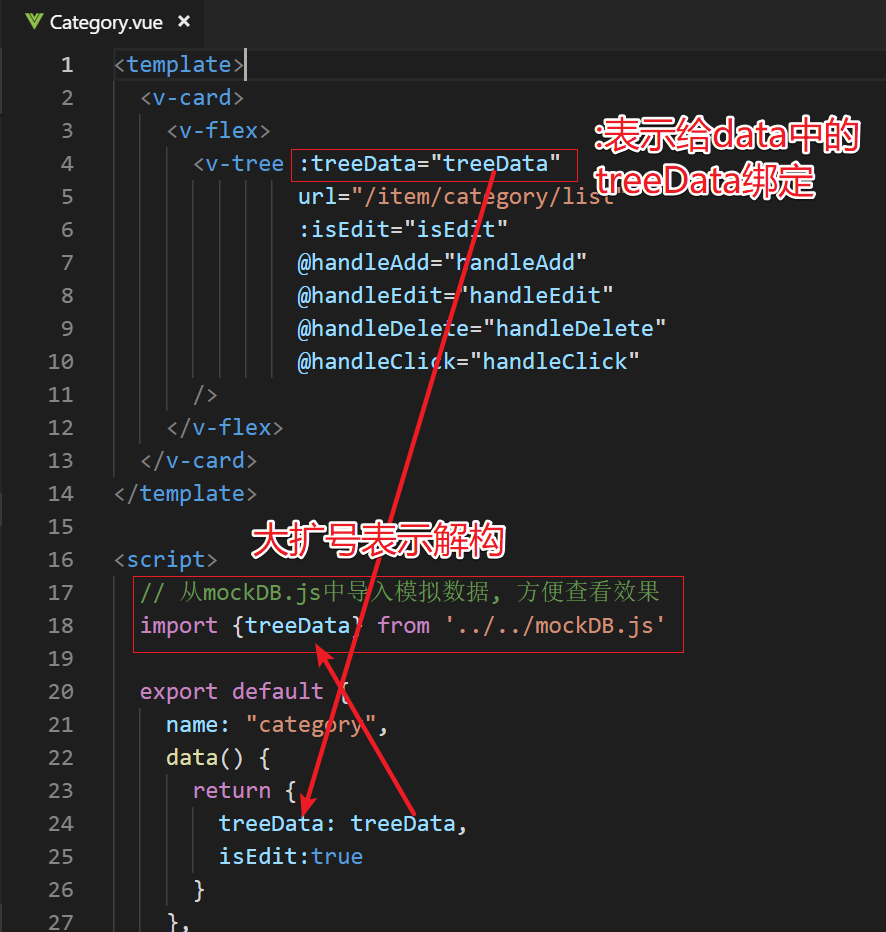 Category.vue ×
1 <template>
2 <v-card>
3 <v-flex>
:表示给data中的
4 <v-tree :treeData="treeData"
treeData绑定
5 url="/item/category/list"
6 :isEdit="isEdit"
7 @handleAdd="handleAdd"
8 @handleEdit="handleEdit"
9 @handleDelete="handleDelete"
10 @handleClick="handleClick"
11 />
12 </v-flex>
13 </v-card>
14 </template>
15
大扩号表示解构
16 <script>
17 // 从mockDB.js中导入模拟数据, 方便查看效果
18 import {treeData} from '../../mockDB.js'
19
20 export default {
21 name: "category",
22 data() {
23 return {
24 treeData: treeData,
25 isEdit:true
26 }
27 },